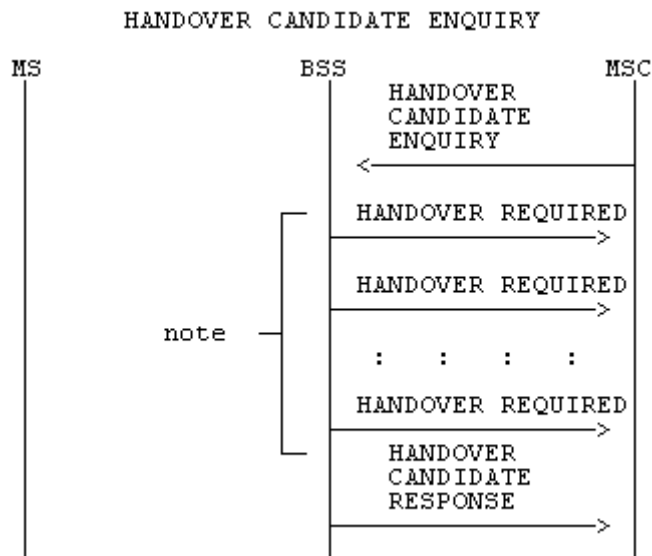 HANDOVER CANDIDATE ENQUIRY
MS BSS MSC
HANDOVER
CANDIDATE
ENQUIRY
HANDOVER REQUIRED
HANDOVER REQUIRED
note
: : : :
HANDOVER REQUIRED
HANDOVER
CANDIDATE
RESPONSE